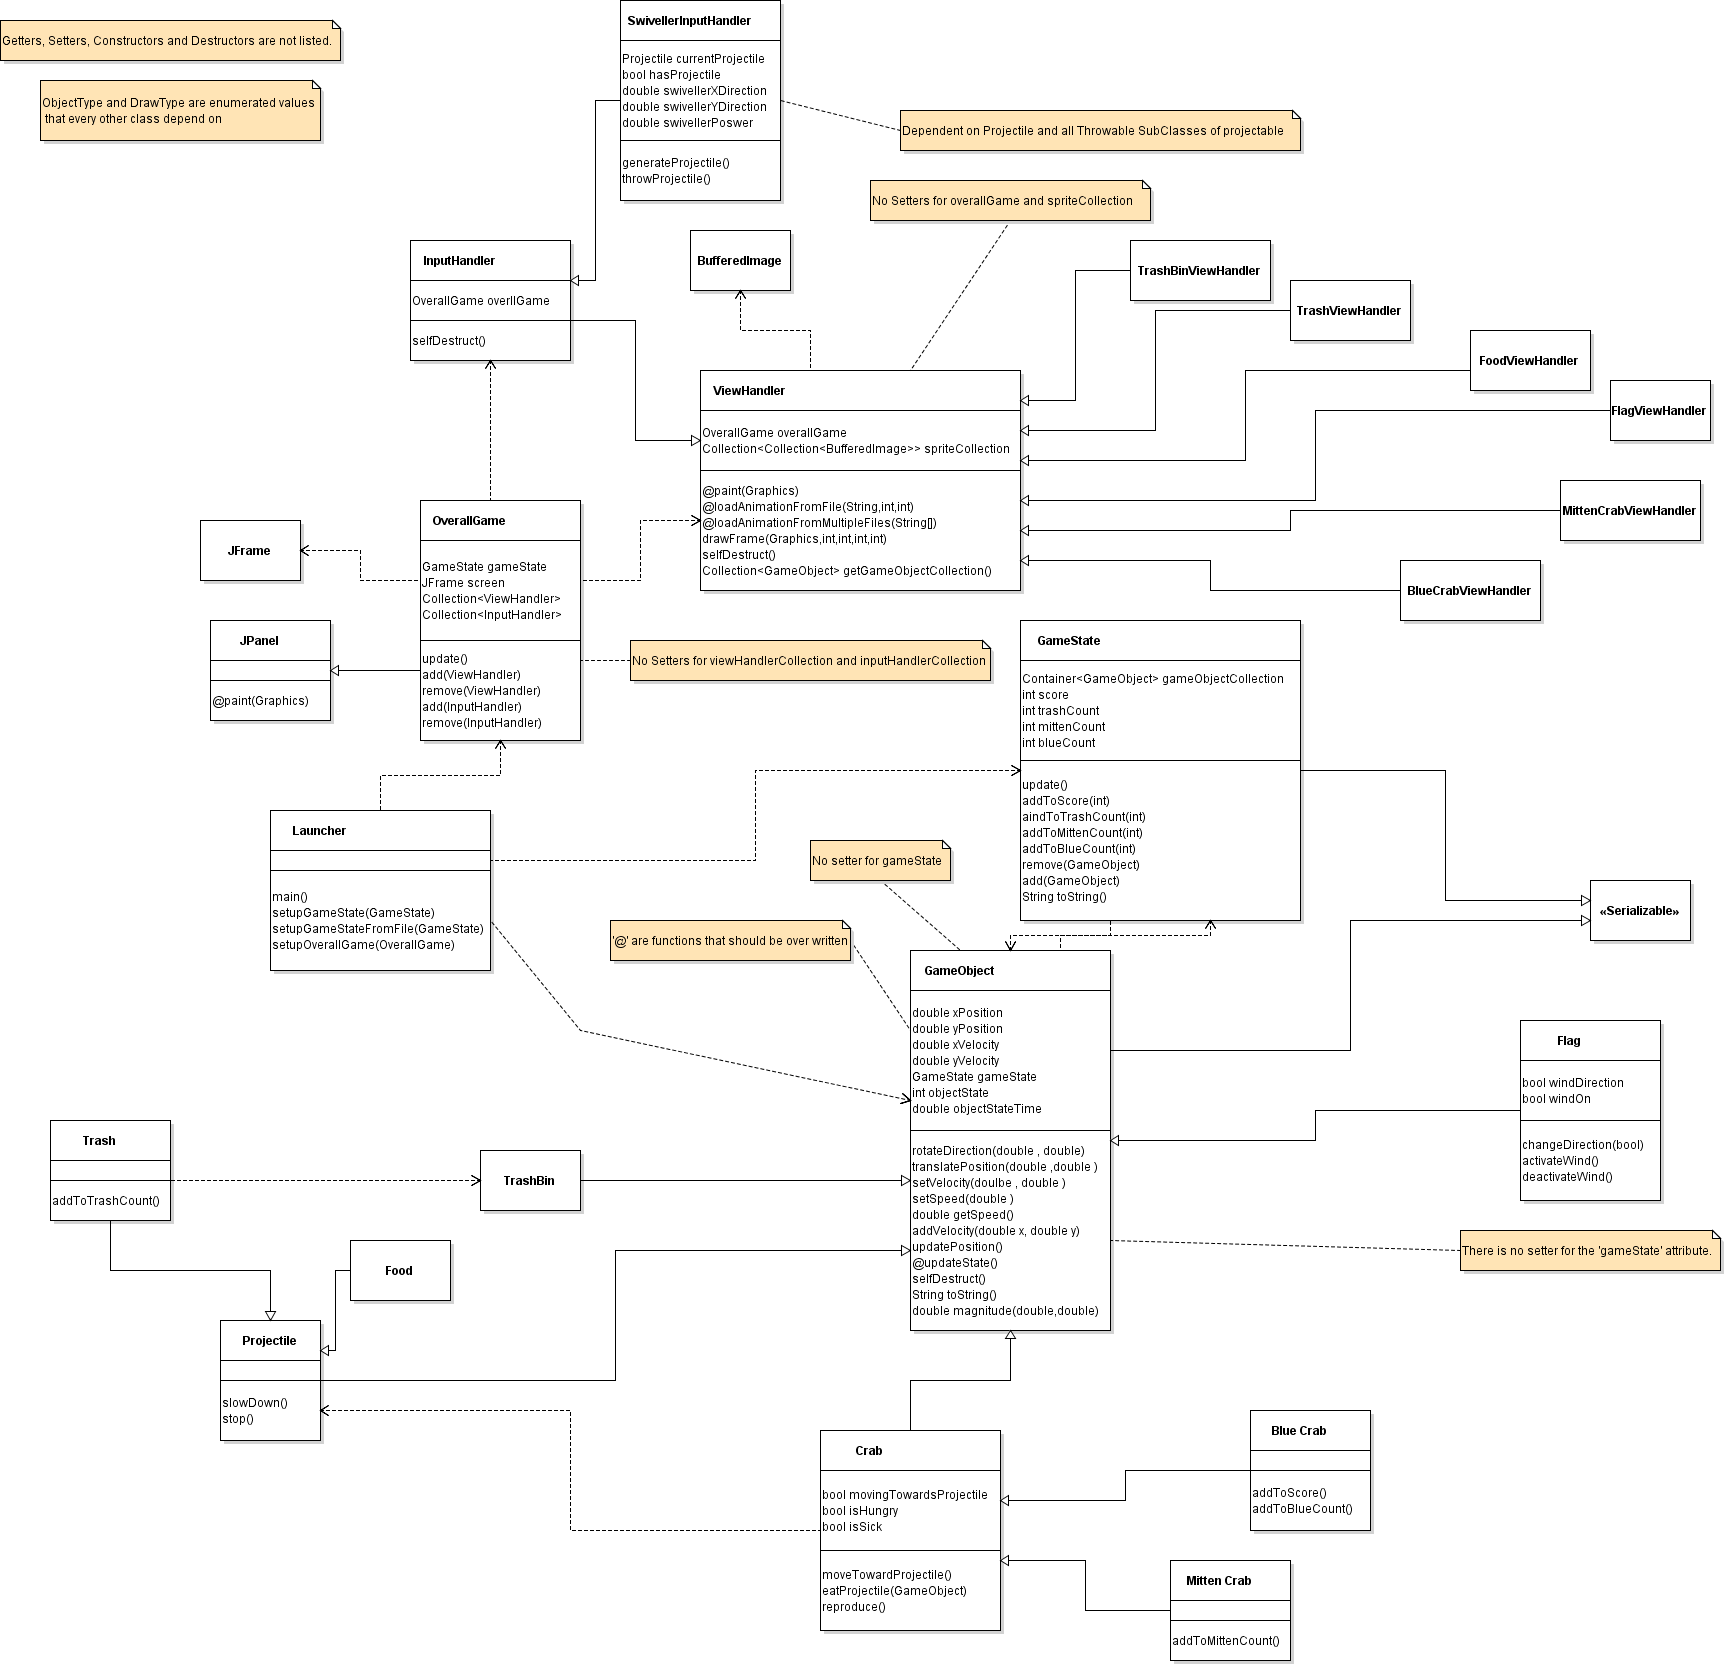 Getters, Setters, Constructors and Destructors are not listed.
ObjectType and DrawType are enumerated values
that every other class depend on
SwivellerInputHandler
Projectile currentProjectile
bool hasProjectile
double swivellerXDirection
double swivellerYDirection
double swivellerPoswer
generateProjectile()
throwProjectile()
Dependent on Projectile and all Throwable SubClasses of projectable
No Setters for overallGame and spriteCollection
InputHandler
OverallGame overllGame
selfDestruct()
BufferedImage
TrashBinViewHandler
TrashViewHandler
FoodViewHandler
FlagViewHandler
MittenCrabViewHandler
BlueCrabViewHandler
ViewHandler
OverallGame overallGame
Collection<Collection<BufferedImage>> spriteCollection
@paint(Graphics)
@loadAnimationFromFile(String,int,int)
@loadAnimationFromMultipleFiles(String[])
drawFrame(Graphics,int,int,int,int)
selfDestruct()
Collection<GameObject> getGameObjectCollection()
OverallGame
GameState gameState
JFrame screen
Collection<ViewHandler>
Collection<InputHandler>
update()
add(ViewHandler)
remove(ViewHandler)
add(InputHandler)
remove(InputHandler)
JFrame
JPanel
@paint(Graphics)
No Setters for viewHandlerCollection and inputHandlerCollection
GameState
Container<GameObject> gameObjectCollection
int score
int trashCount
int mittenCount
int blueCount
update()
addToScore(int)
aindToTrashCount(int)
addToMittenCount(int)
addToBlueCount(int)
remove(GameObject)
add(GameObject)
String toString()
Launcher
main()
setupGameState(GameState)
setupGameStateFromFile(GameState)
setupOverallGame(OverallGame)
No setter for gameState
'@' are functions that should be over written
«Serializable»
GameObject
double xPosition
double yPosition
double xVelocity
double yVelocity
GameState gameState
int objectState
double objectStateTime
rotateDirection(double , double)
translatePosition(double ,double )
setVelocity(doulbe , double )
setSpeed(double )
double getSpeed()
addVelocity(double x, double y)
updatePosition()
@updateState()
selfDestruct()
String toString()
double magnitude(double,double)
Flag
bool windDirection
bool windOn
changeDirection(bool)
activateWind()
deactivateWind()
There is no setter for the 'gameState' attribute.
Trash
addToTrashCount()
TrashBin
Food
Projectile
slowDown()
stop()
Crab
bool movingTowardsProjectile
bool isHungry
bool isSick
moveTowardProjectile()
eatProjectile(GameObject)
reproduce()
Blue Crab
addToScore()
addToBlueCount()
Mitten Crab
addToMittenCount()